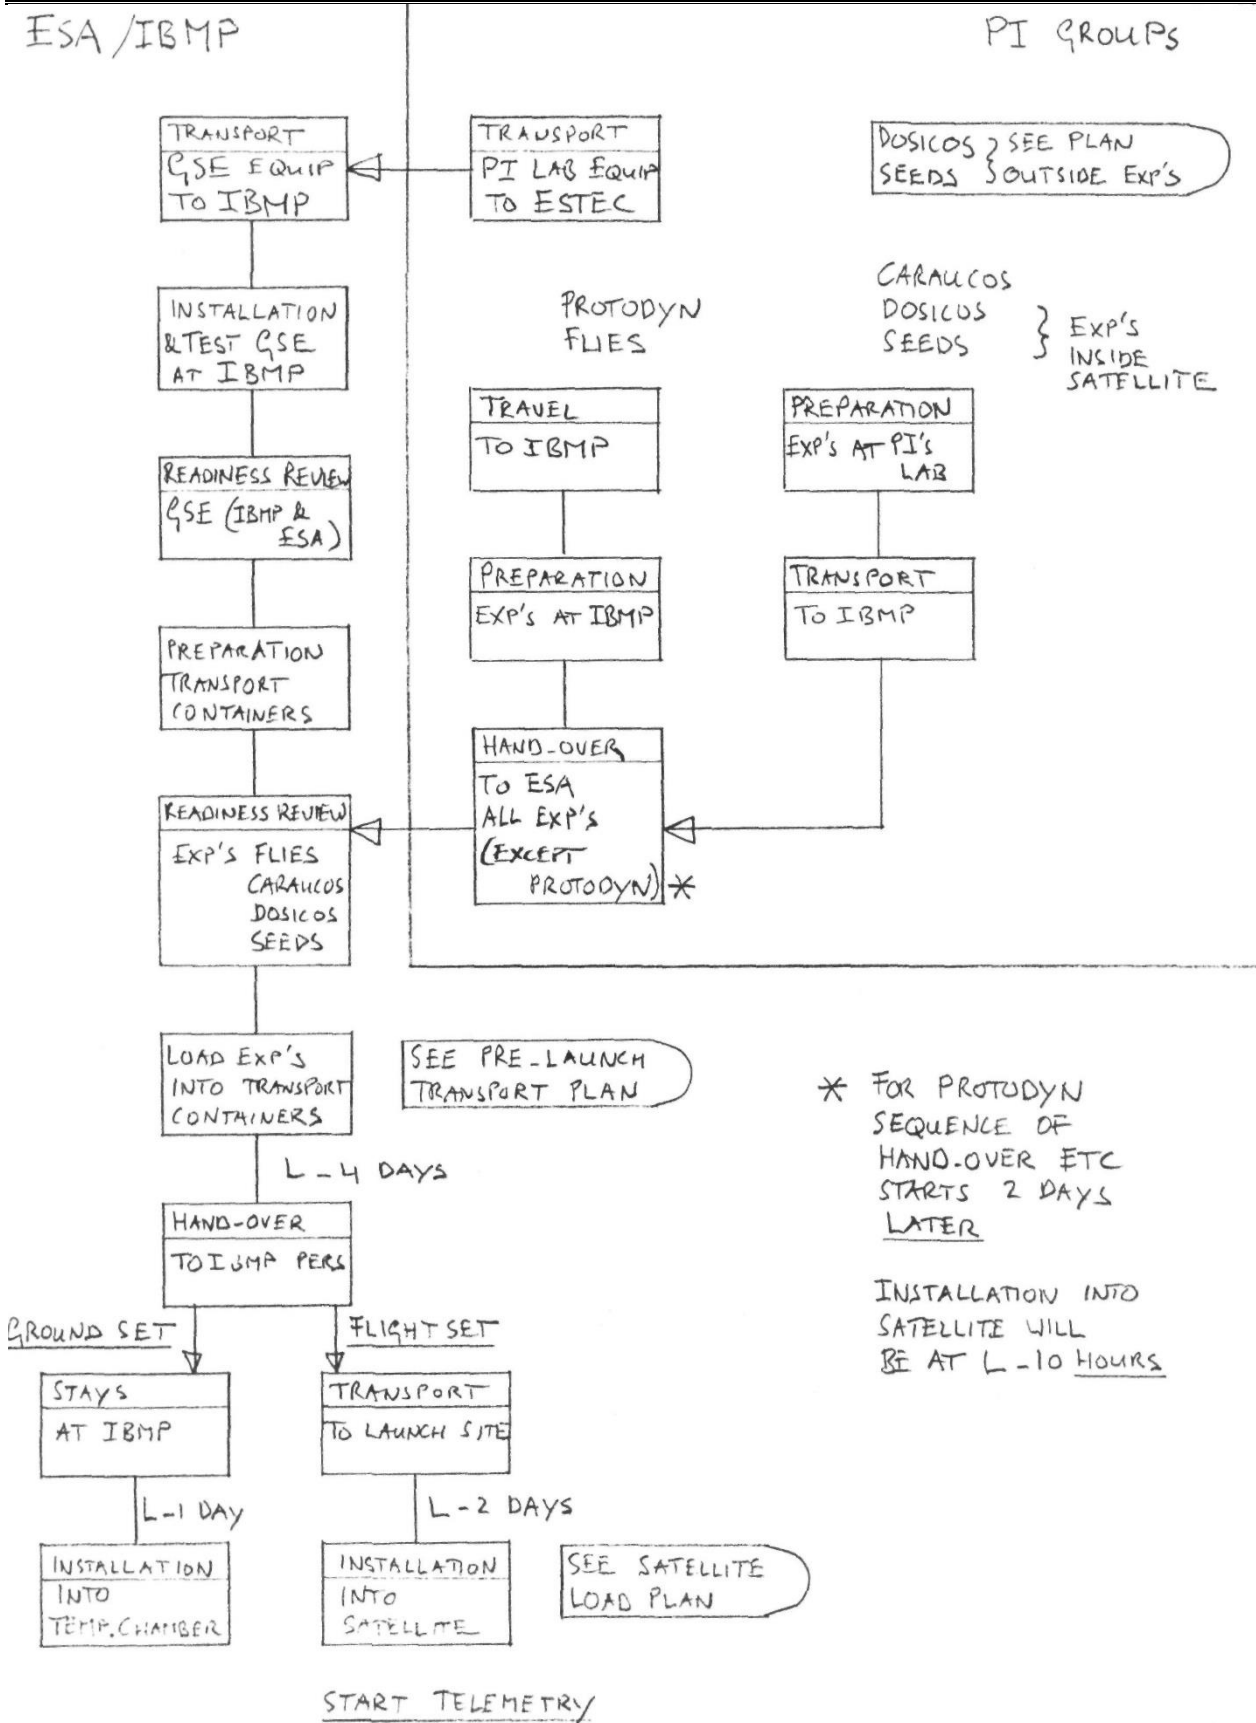 ESA/IBMP
PI GROUPS
TRANSPORT
GSE EQUIP
TO IBMP
TRANSPORT
PI LAB EQUIP
TO ESTEC
DOSICOS } SEE PLAN
SEEDS } OUTSIDE EXP'S
INSTALLATION
& TEST GSE
AT IBMP
PROTODYN
FLIES
CARAUCOS
DOSICOS
SEEDS
} EXP'S
INSIDE
SATELLITE
READINESS REVIEW
GSE (IBMP &
ESA)
TRAVEL
TO IBMP
PREPARATION
EXP'S AT PI'S
LAB
PREPARATION
TRANSPORT
CONTAINERS
PREPARATION
EXP'S AT IBMP
TRANSPORT
TO IBMP
READINESS REVIEW
EXP'S FLIES
CARAUCOS
DOSICOS
SEEDS
HAND-OVER
TO ESA
ALL EXP'S
(EXCEPT
PROTODYN) *
LOAD EXP'S
INTO TRANSPORT
CONTAINERS
SEE PRE-LAUNCH
TRANSPORT PLAN
L-4 DAYS
HAND-OVER
TO IBMP PERS
* FOR PROTODYN
SEQUENCE OF
HAND-OVER ETC
STARTS 2 DAYS
LATER
INSTALLATION INTO
SATELLITE WILL
BE AT L-10 HOURS
GROUND SET
FLIGHT SET
STAYS
AT IBMP
TRANSPORT
TO LAUNCH SITE
L-1 DAY
L-2 DAYS
INSTALLATION
INTO
TEMP. CHAMBER
INSTALLATION
INTO
SATELLITE
SEE SATELLITE
LOAD PLAN
START TELEMETRY